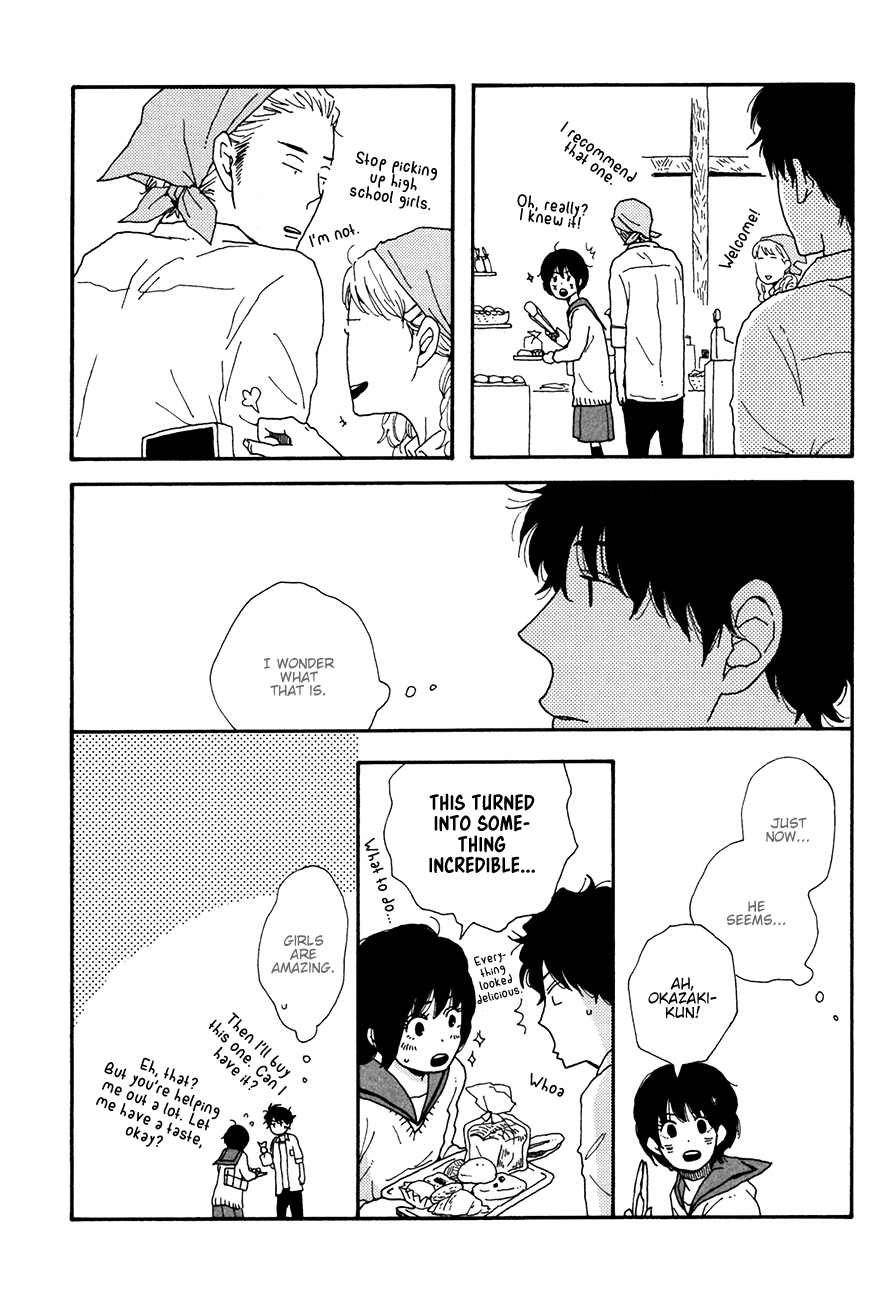 I recommend
that one.
Oh, really?
I knew it!
Welcome!
Stop picking
up high
school girls.
I'm not.
I WONDER
WHAT
THAT IS.
JUST
NOW...
HE
SEEMS...
AH,
OKAZAKI-
KUN!
THIS TURNED
INTO SOME-
THING
INCREDIBLE...
What to do...
Every-
thing
looked
delicious.
Whoa
GIRLS
ARE
AMAZING.
Then I'll buy
this one. Can I
have it?
Eh, that?
But you're helping
me out a lot. Let
me have a taste,
okay?